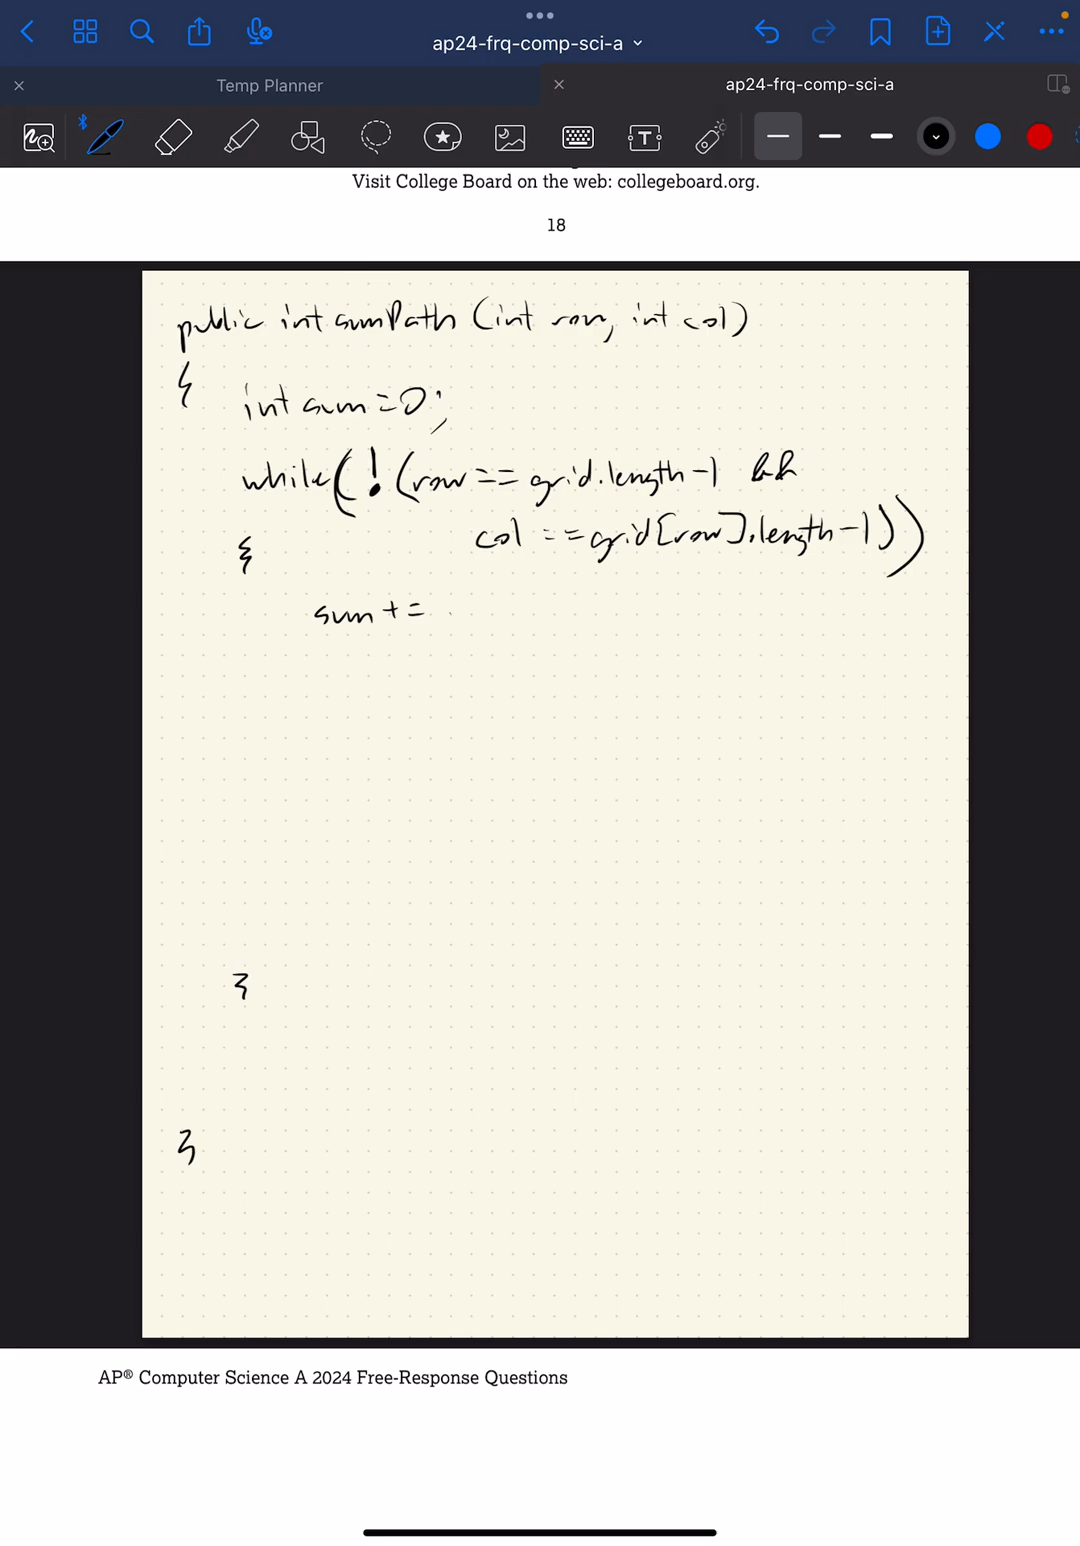 ap24-frq-comp-sci-a
Temp Planner
ap24-frq-comp-sci-a
Visit College Board on the web: collegeboard.org.
18
public int sumPath (int row, int col)
{
int sum = 0;
while(!(row == grid.length-1 &&
col == grid[row].length-1))
{
sum +=
}
}
AP® Computer Science A 2024 Free-Response Questions